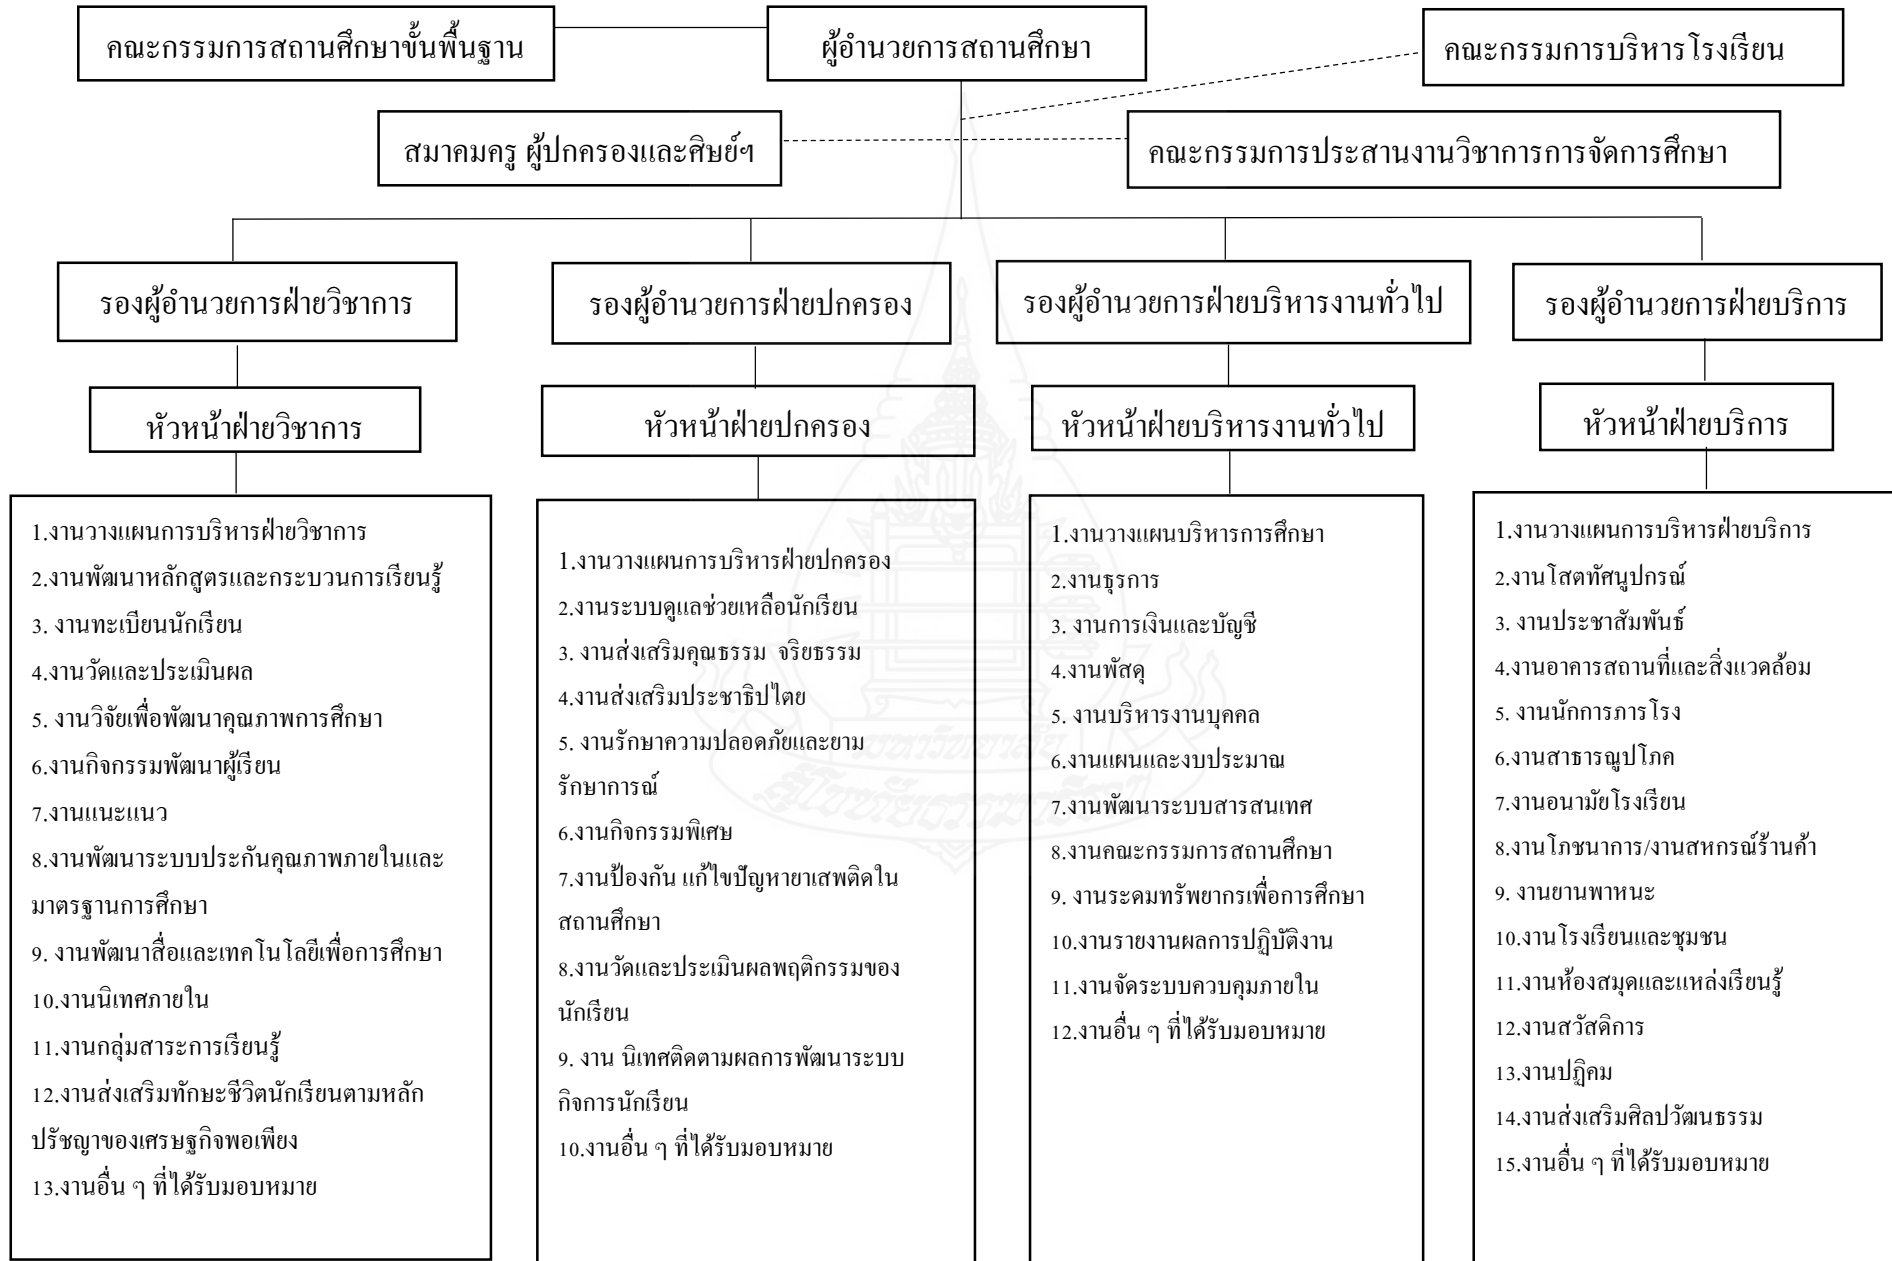 คณะกรรมการสถานศึกษาขั้นพื้นฐาน
ผู้อำนวยการสถานศึกษา
คณะกรรมการบริหารโรงเรียน
สมาคมครู ผู้ปกครองและศิษย์ฯ
คณะกรรมการประสานงานวิชาการการจัดการศึกษา
รองผู้อำนวยการฝ่ายวิชาการ
รองผู้อำนวยการฝ่ายปกครอง
รองผู้อำนวยการฝ่ายบริหารงานทั่วไป
รองผู้อำนวยการฝ่ายบริการ
หัวหน้าฝ่ายวิชาการ
หัวหน้าฝ่ายปกครอง
หัวหน้าฝ่ายบริหารงานทั่วไป
หัวหน้าฝ่ายบริการ
1.งานวางแผนการบริหารฝ่ายวิชาการ
2.งานพัฒนาหลักสูตรและกระบวนการเรียนรู้
3. งานทะเบียนนักเรียน
4.งานวัดและประเมินผล
5. งานวิจัยเพื่อพัฒนาคุณภาพการศึกษา
6.งานกิจกรรมพัฒนาผู้เรียน
7.งานแนะแนว
8.งานพัฒนาระบบประกันคุณภาพภายในและ
มาตรฐานการศึกษา
9. งานพัฒนาสื่อและเทคโนโลยีเพื่อการศึกษา
10.งานนิเทศภายใน
11.งานกลุ่มสาระการเรียนรู้
12.งานส่งเสริมทักษะชีวิตนักเรียนตามหลัก
ปรัชญาของเศรษฐกิจพอเพียง
13.งานอื่น ๆ ที่ได้รับมอบหมาย
1.งานวางแผนการบริหารฝ่ายปกครอง
2.งานระบบดูแลช่วยเหลือนักเรียน
3. งานส่งเสริมคุณธรรม จริยธรรม
4.งานส่งเสริมประชาธิปไตย
5. งานรักษาความปลอดภัยและยาม
รักษาการณ์
6.งานกิจกรรมพิเศษ
7.งานป้องกัน แก้ไขปัญหายาเสพติดใน
สถานศึกษา
8.งานวัดและประเมินผลพฤติกรรมของ
นักเรียน
9. งาน นิเทศติดตามผลการพัฒนาระบบ
กิจการนักเรียน
10.งานอื่น ๆ ที่ได้รับมอบหมาย
1.งานวางแผนบริหารการศึกษา
2.งานธุรการ
3. งานการเงินและบัญชี
4.งานพัสดุ
5. งานบริหารงานบุคคล
6.งานแผนและงบประมาณ
7.งานพัฒนาระบบสารสนเทศ
8.งานคณะกรรมการสถานศึกษา
9. งานระดมทรัพยากรเพื่อการศึกษา
10.งานรายงานผลการปฏิบัติงาน
11.งานจัดระบบควบคุมภายใน
12.งานอื่น ๆ ที่ได้รับมอบหมาย
1.งานวางแผนการบริหารฝ่ายบริการ
2.งานโสตทัศนูปกรณ์
3. งานประชาสัมพันธ์
4.งานอาคารสถานที่และสิ่งแวดล้อม
5. งานนักการภารโรง
6.งานสาธารณูปโภค
7.งานอนามัยโรงเรียน
8.งานโภชนาการ/งานสหกรณ์ร้านค้า
9. งานยานพาหนะ
10.งานโรงเรียนและชุมชน
11.งานห้องสมุดและแหล่งเรียนรู้
12.งานสวัสดิการ
13.งานปฏิคม
14.งานส่งเสริมศิลปวัฒนธรรม
15.งานอื่น ๆ ที่ได้รับมอบหมาย